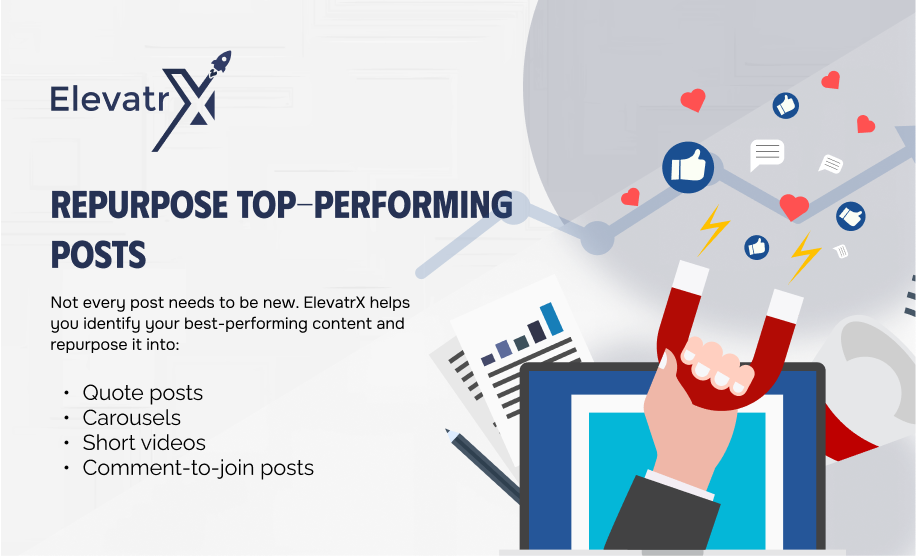 ElevatrX
REPURPOSE TOP-PERFORMING
POSTS
Not every post needs to be new. ElevatrX helps
you identify your best-performing content and
repurpose it into:
• Quote posts
• Carousels
• Short videos
• Comment-to-join posts